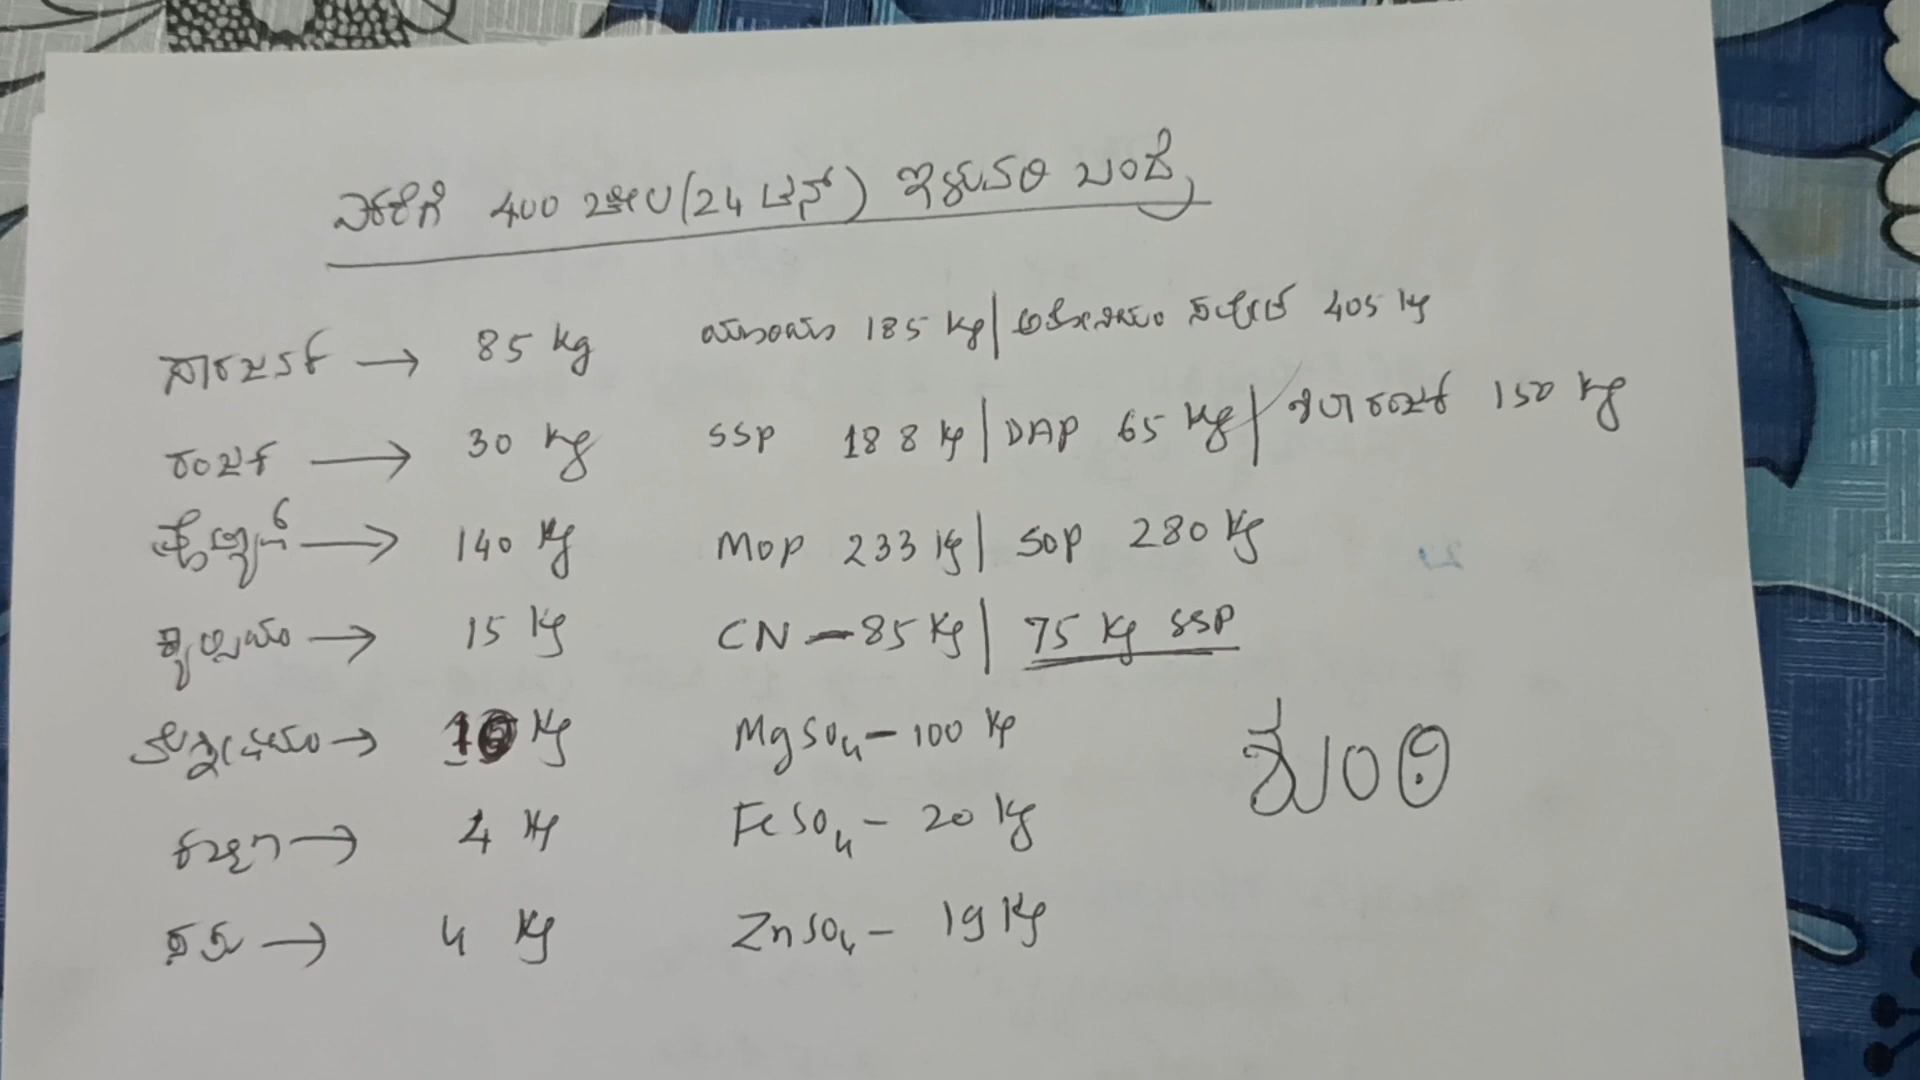 ಎಕರೆಗೆ 400 ಚೀಲ (24 ಟನ್) ಇಳುವರಿ ಬಂದ್ರೆ
ಸಾರಜನಕ → 85 kg ಯೂರಿಯಾ 185 kg | ಅಮೋನಿಯಂ ಸಲ್ಫೇಟ್ 405 kg
ರಂಜಕ → 30 kg SSP 188 kg | DAP 65 kg | ಶಿಲಾರಂಜಕ 150 kg
ಪೊಟ್ಯಾಷ್ → 140 kg MOP 233 kg | SOP 280 kg
ಕ್ಯಾಲ್ಸಿಯಂ → 15 kg CN - 85 kg | 75 kg SSP
ಮೆಗ್ನೀಷಿಯಂ → 10 kg MgSO4 - 100 kg
ಕಬ್ಬಿಣ → 4 kg FeSO4 - 20 kg
ಸತು → 4 kg ZnSO4 - 19 kg
ಶುಂಠಿ